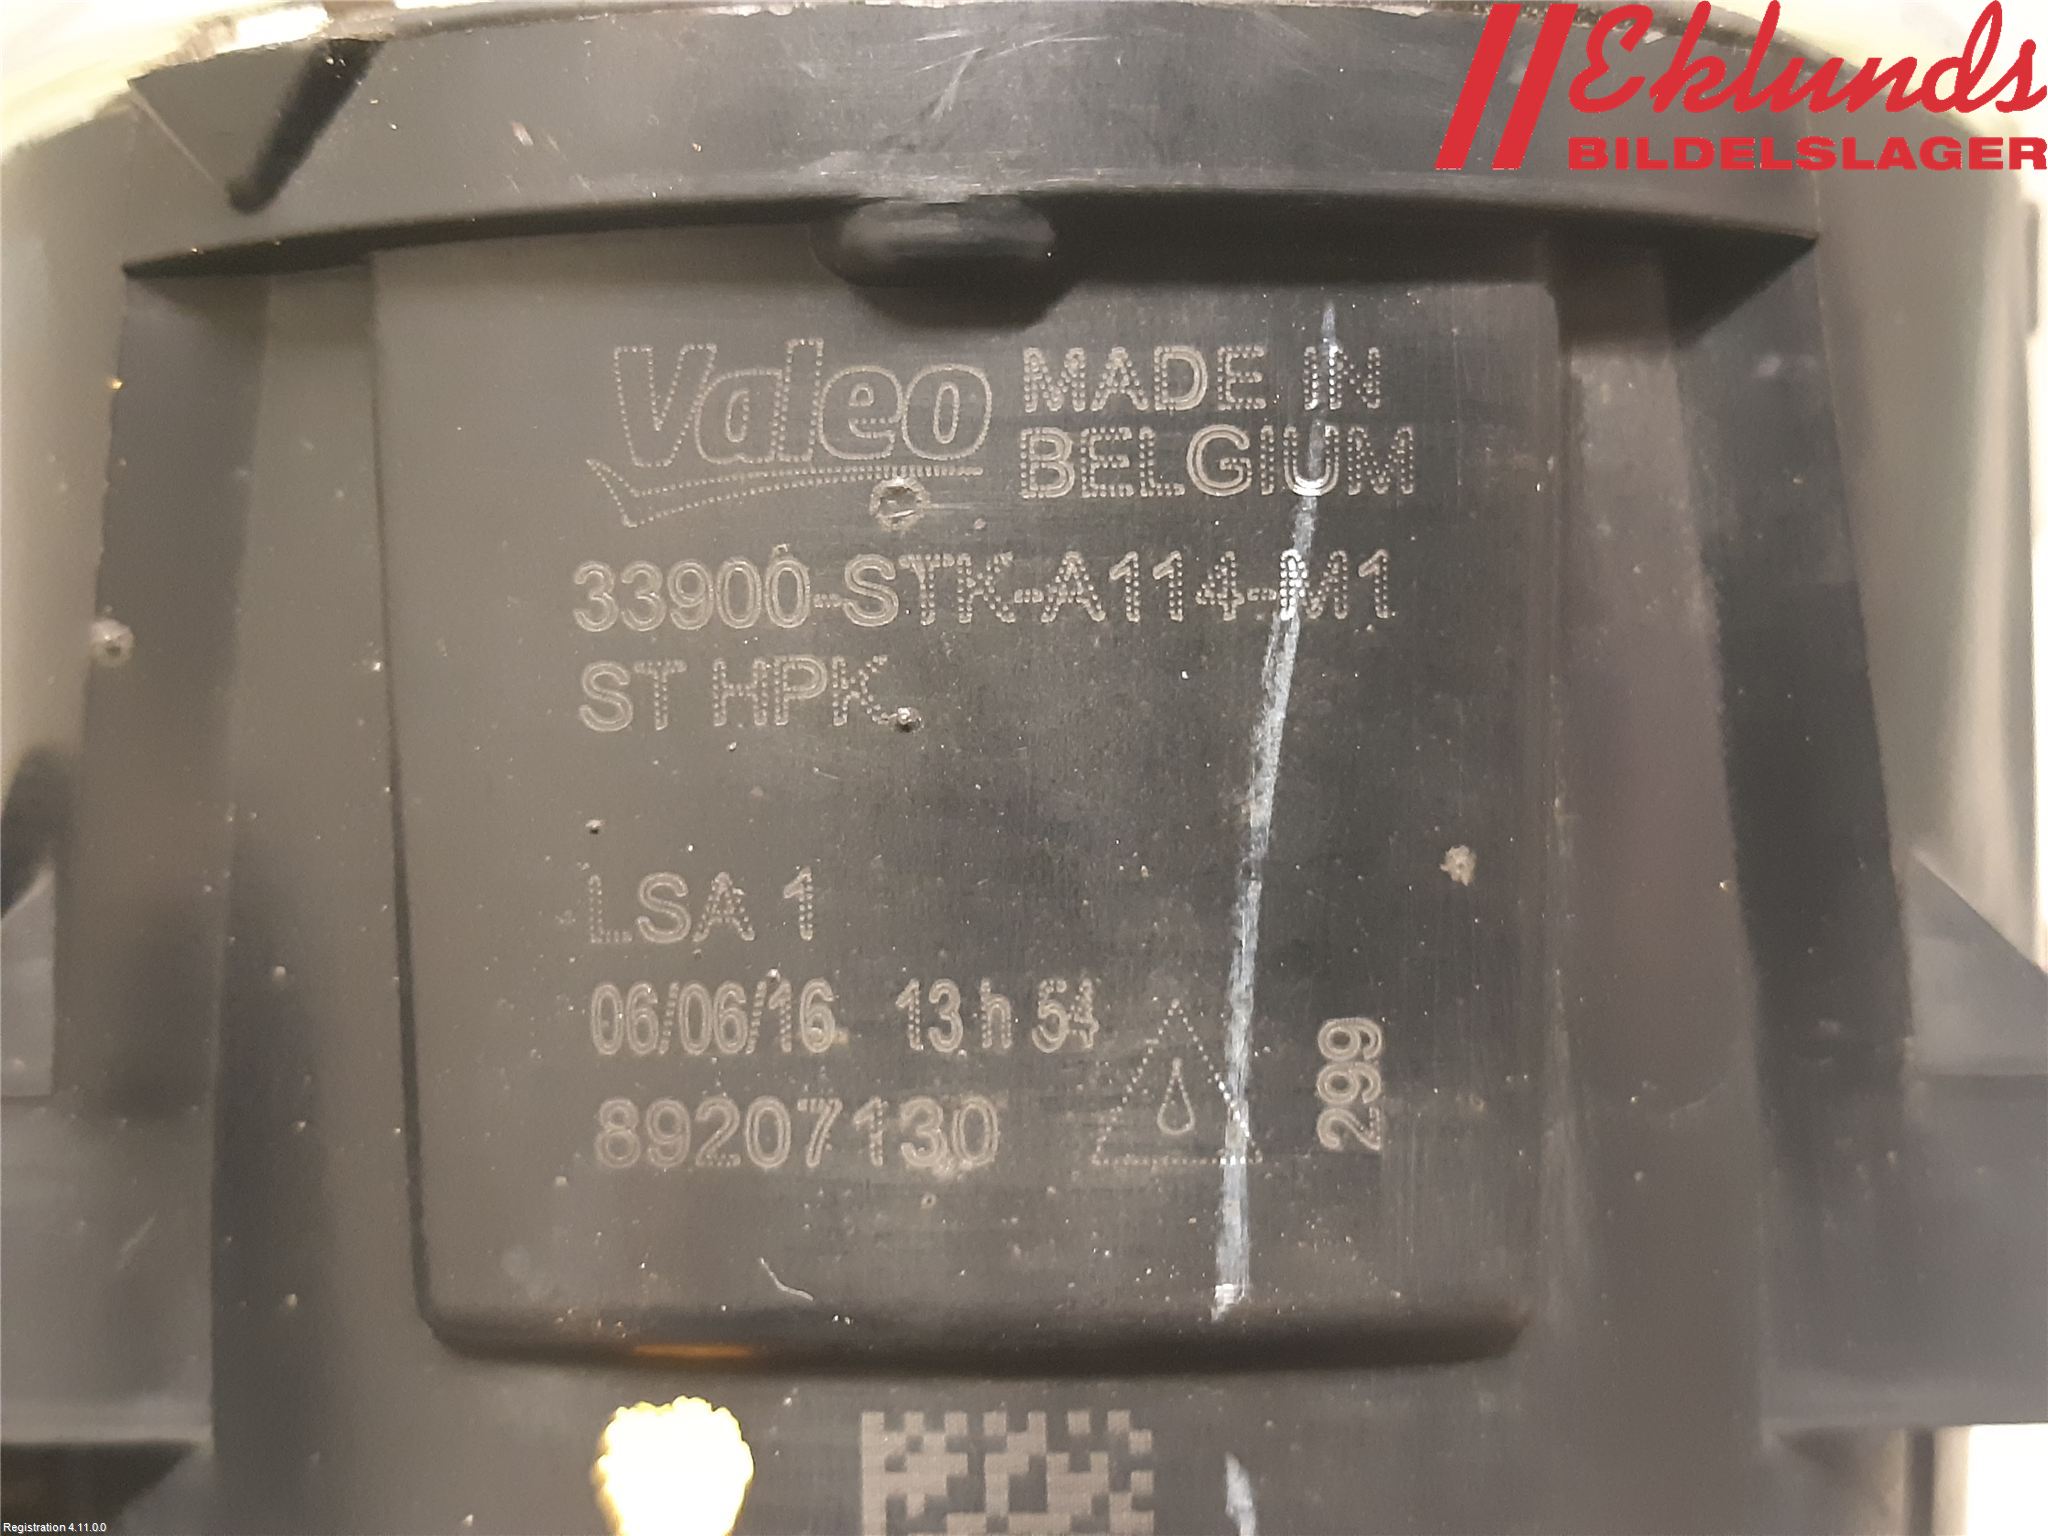 Eklunds
BILDELSLAGER
Valeo MADE IN
BELGIUM
33900-STK-A114-M1
ST HPK
LSA 1
06/06/16 13 h 54
89207130
299
Registration 4.11.0.0